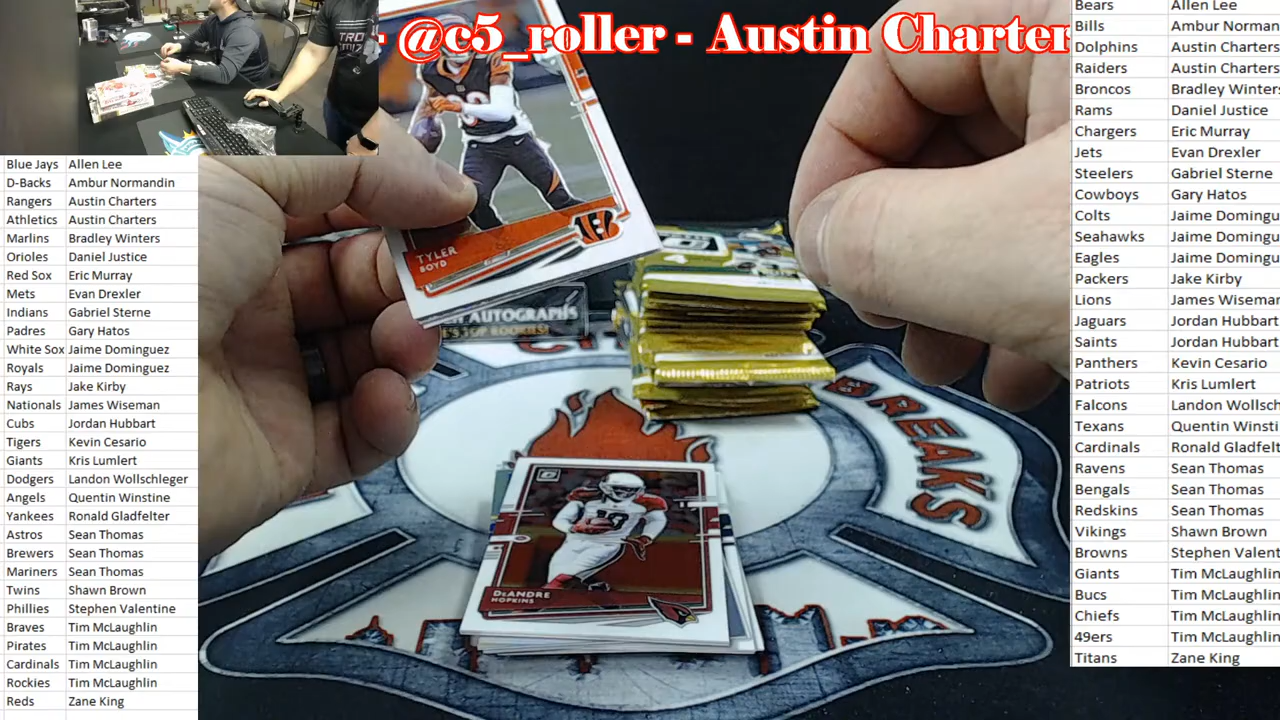 - @c5_roller - Austin Charter
Blue Jays Allen Lee
D-Backs Ambur Normandin
Rangers Austin Charters
Athletics Austin Charters
Marlins Bradley Winters
Orioles Daniel Justice
Red Sox Eric Murray
Mets Evan Drexler
Indians Gabriel Sterne
Padres Gary Hatos
White Sox Jaime Dominguez
Royals Jaime Dominguez
Rays Jake Kirby
Nationals James Wiseman
Cubs Jordan Hubbart
Tigers Kevin Cesario
Giants Kris Lumlert
Dodgers Landon Wollschleger
Angels Quentin Winstine
Yankees Ronald Gladfelter
Astros Sean Thomas
Brewers Sean Thomas
Mariners Sean Thomas
Twins Shawn Brown
Phillies Stephen Valentine
Braves Tim McLaughlin
Pirates Tim McLaughlin
Cardinals Tim McLaughlin
Rockies Tim McLaughlin
Reds Zane King
TYLER
BOYD
AUTOGRAPHS
TOP ROOKIES!
BREAKS
DeANDRE
HOPKINS
Bears Allen Lee
Bills Ambur Norman
Dolphins Austin Charters
Raiders Austin Charters
Broncos Bradley Winters
Rams Daniel Justice
Chargers Eric Murray
Jets Evan Drexler
Steelers Gabriel Sterne
Cowboys Gary Hatos
Colts Jaime Domingu
Seahawks Jaime Domingu
Eagles Jaime Domingu
Packers Jake Kirby
Lions James Wiseman
Jaguars Jordan Hubbart
Saints Jordan Hubbart
Panthers Kevin Cesario
Patriots Kris Lumlert
Falcons Landon Wollsch
Texans Quentin Winsti
Cardinals Ronald Gladfelt
Ravens Sean Thomas
Bengals Sean Thomas
Redskins Sean Thomas
Vikings Shawn Brown
Browns Stephen Valent
Giants Tim McLaughlin
Bucs Tim McLaughlin
Chiefs Tim McLaughlin
49ers Tim McLaughlin
Titans Zane King